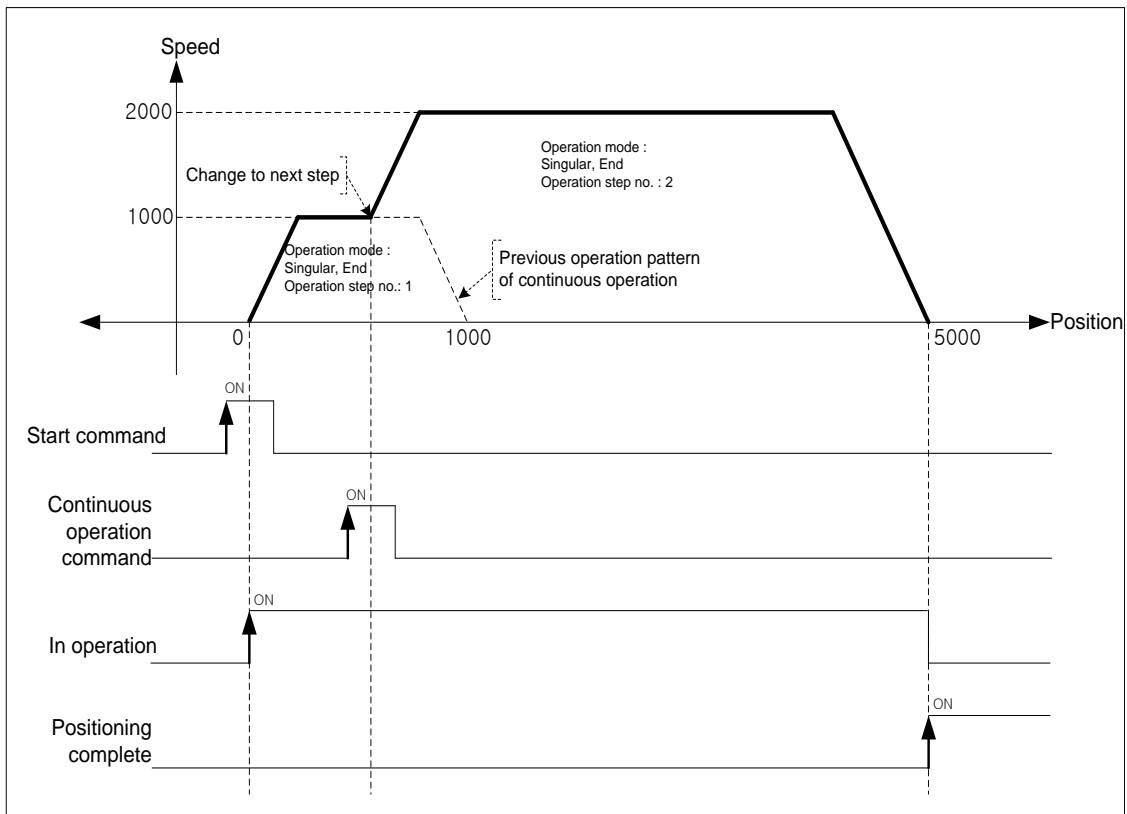 Speed
2000
Operation mode :
Singular, End
Operation step no. : 2
Change to next step
1000
Operation mode :
Singular, End
Operation step no.: 1
Previous operation pattern
of continuous operation
0
1000
5000
Position
ON
Start command
ON
Continuous
operation
command
ON
In operation
ON
Positioning
complete